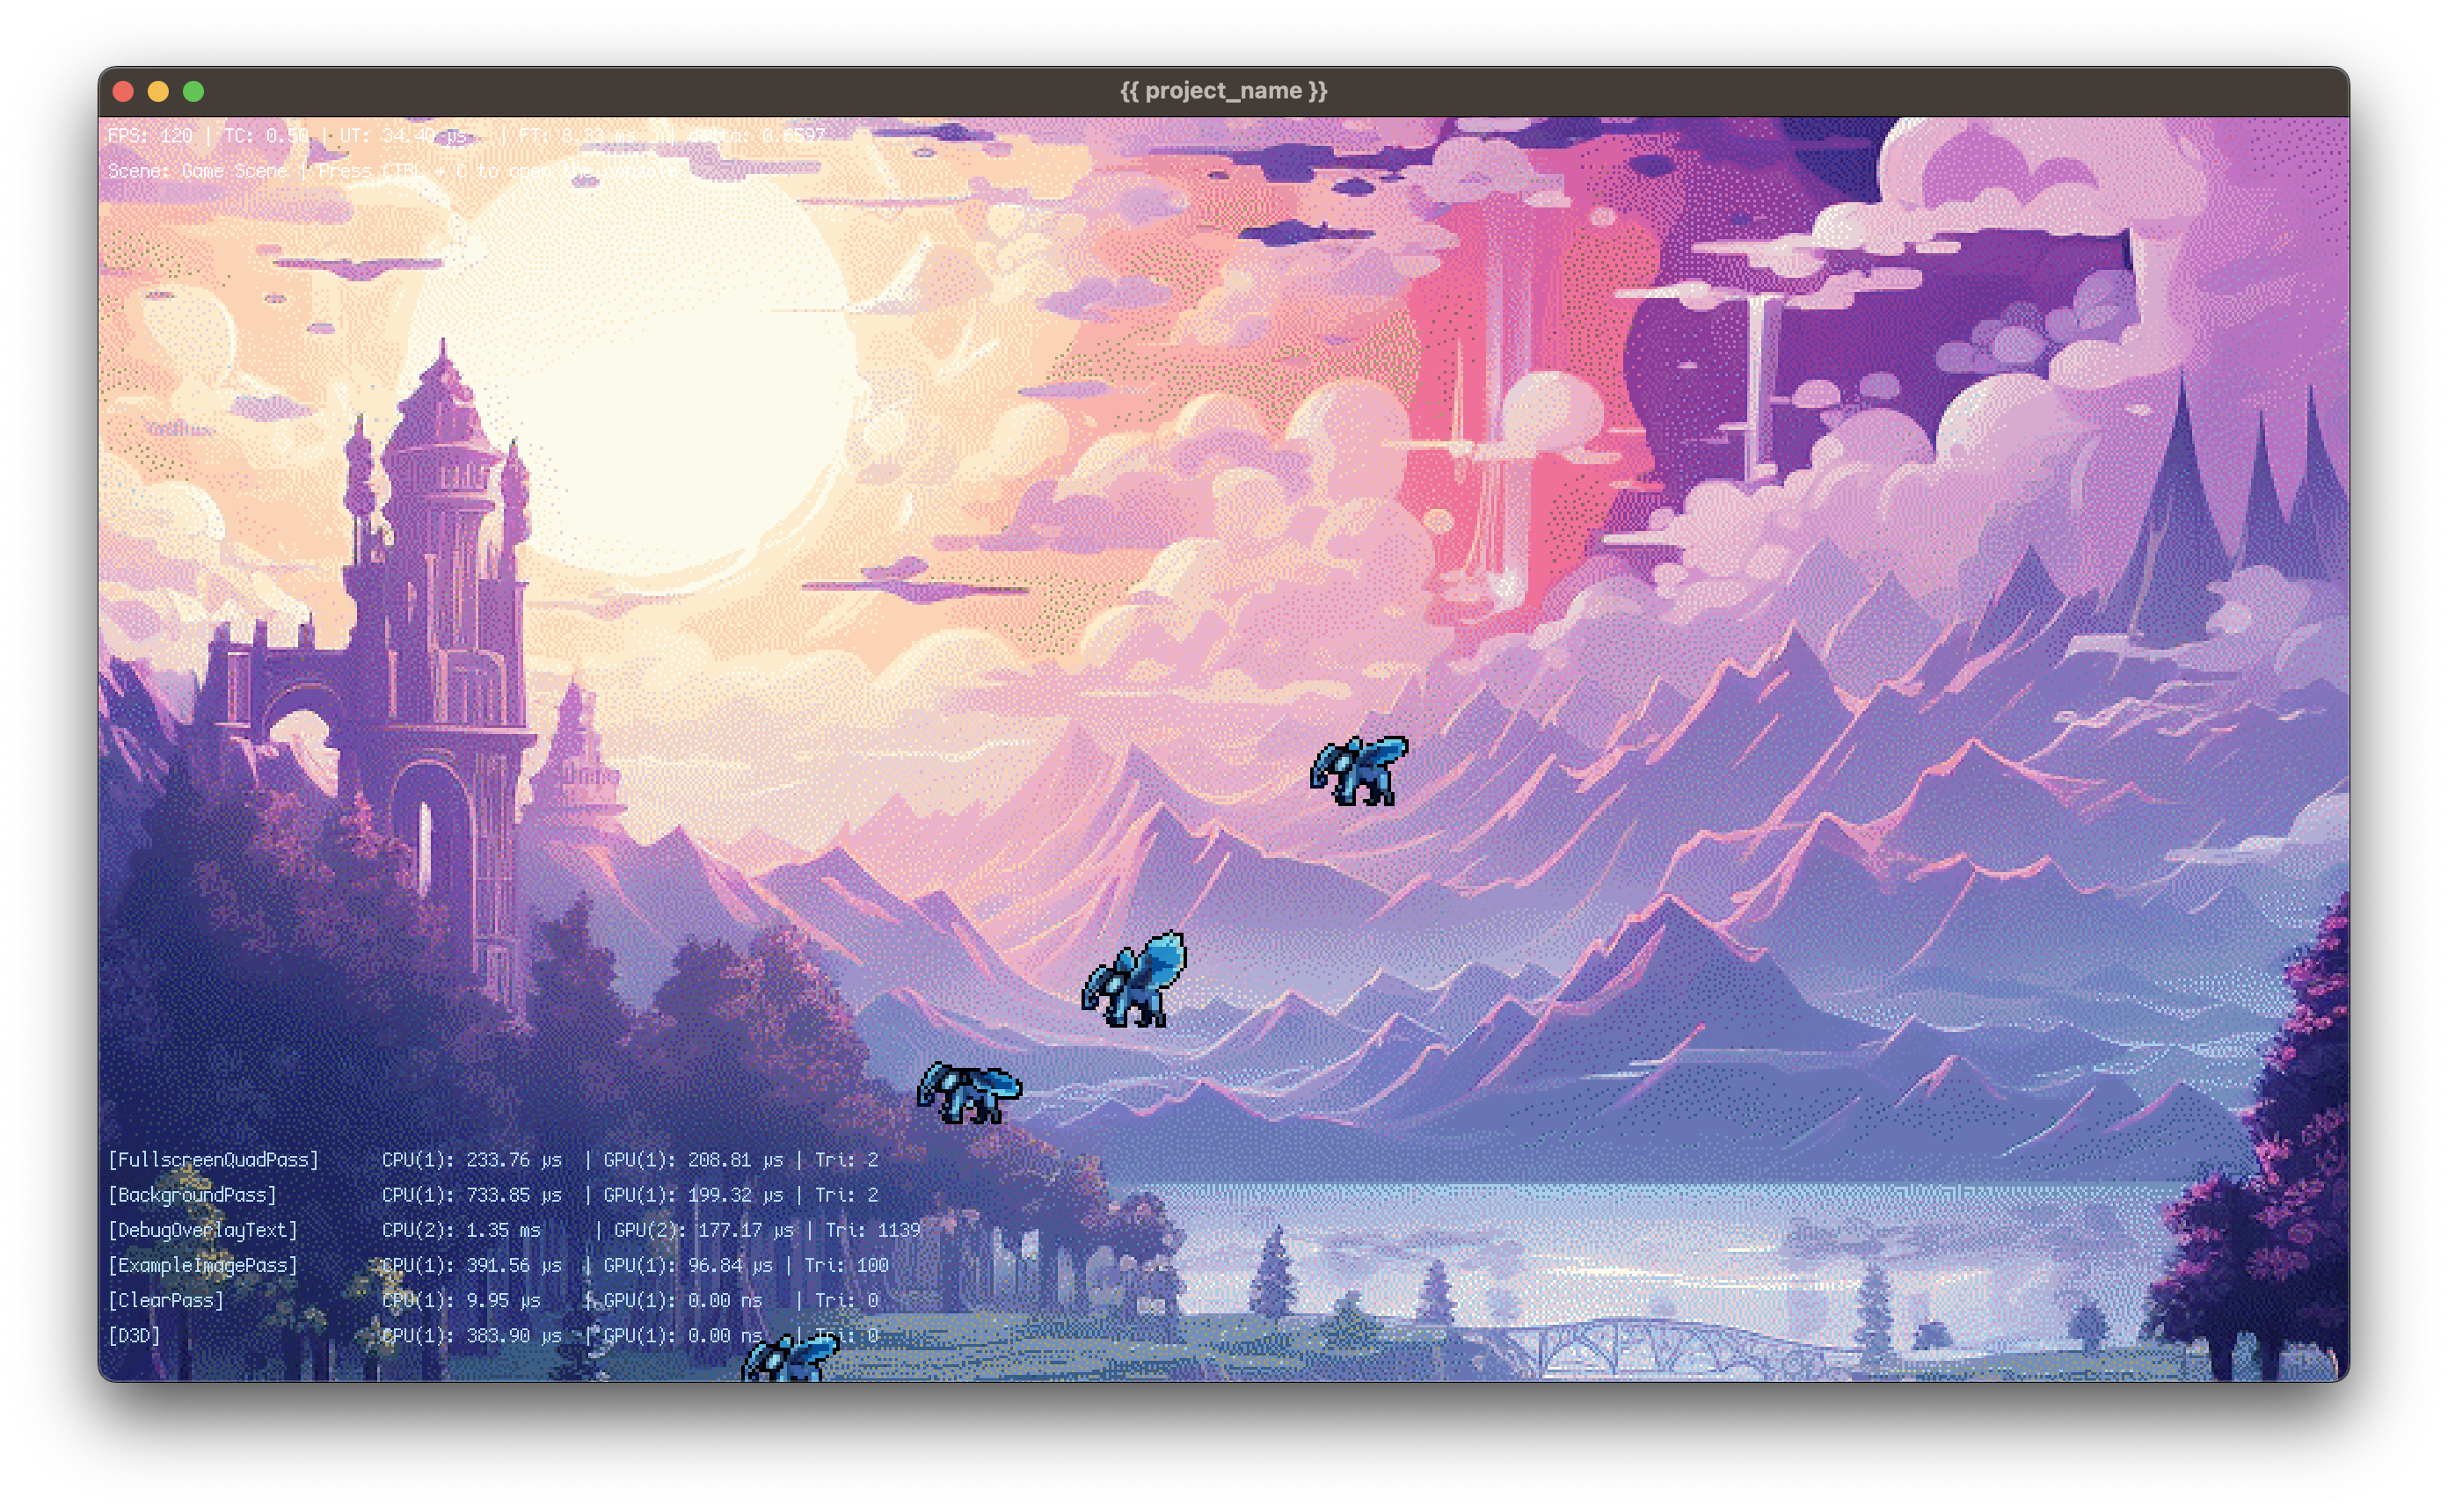 {{ project_name }}
FPS: 120 | TC: 0.50 | UT: 34.40 µs | FT: 8.33 ms | delta: 0.6597
Scene: Game Scene | Press CTRL + C to open the console
[FullscreenQuadPass] CPU(1): 233.76 µs | GPU(1): 208.81 µs | Tri: 2
[BackgroundPass] CPU(1): 733.85 µs | GPU(1): 199.32 µs | Tri: 2
[DebugOverlayText] CPU(2): 1.35 ms | GPU(2): 177.17 µs | Tri: 1139
[ExampleImagePass] CPU(1): 391.56 µs | GPU(1): 96.84 µs | Tri: 100
[ClearPass] CPU(1): 9.95 µs | GPU(1): 0.00 ns | Tri: 0
[D3D] CPU(1): 383.90 µs | GPU(1): 0.00 ns | Tri: 0